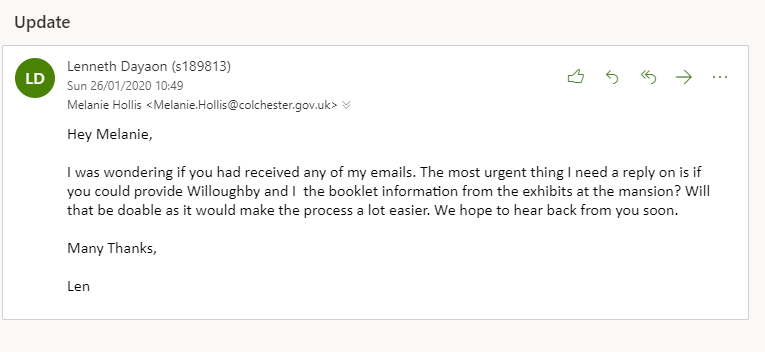 Update
LD
Lenneth Dayaon (s189813)
Sun 26/01/2020 10:49
Melanie Hollis <Melanie.Hollis@colchester.gov.uk>
Hey Melanie,
I was wondering if you had received any of my emails. The most urgent thing I need a reply on is if
you could provide Willoughby and I  the booklet information from the exhibits at the mansion? Will
that be doable as it would make the process a lot easier. We hope to hear back from you soon.
Many Thanks,
Len